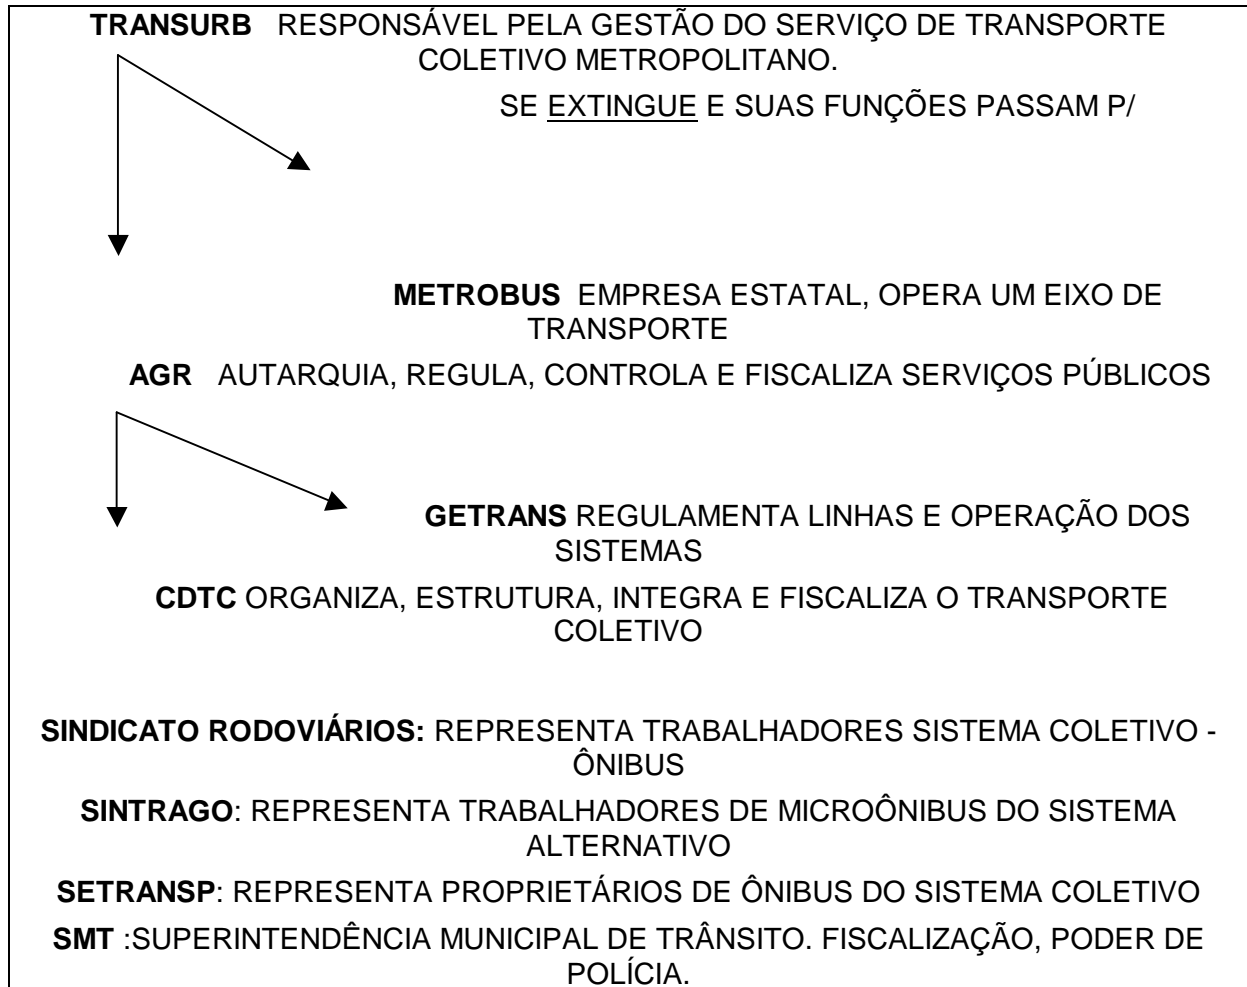 TRANSURB RESPONSÁVEL PELA GESTÃO DO SERVIÇO DE TRANSPORTE
COLETIVO METROPOLITANO.
SE EXTINGUE E SUAS FUNÇÕES PASSAM P/
METROBUS EMPRESA ESTATAL, OPERA UM EIXO DE
TRANSPORTE
AGR AUTARQUIA, REGULA, CONTROLA E FISCALIZA SERVIÇOS PÚBLICOS
GETRANS REGULAMENTA LINHAS E OPERAÇÃO DOS
SISTEMAS
CDTC ORGANIZA, ESTRUTURA, INTEGRA E FISCALIZA O TRANSPORTE
COLETIVO
SINDICATO RODOVIÁRIOS: REPRESENTA TRABALHADORES SISTEMA COLETIVO -
ÔNIBUS
SINTRAGO: REPRESENTA TRABALHADORES DE MICROÔNIBUS DO SISTEMA
ALTERNATIVO
SETRANSP: REPRESENTA PROPRIETÁRIOS DE ÔNIBUS DO SISTEMA COLETIVO
SMT :SUPERINTENDÊNCIA MUNICIPAL DE TRÂNSITO. FISCALIZAÇÃO, PODER DE
POLÍCIA.